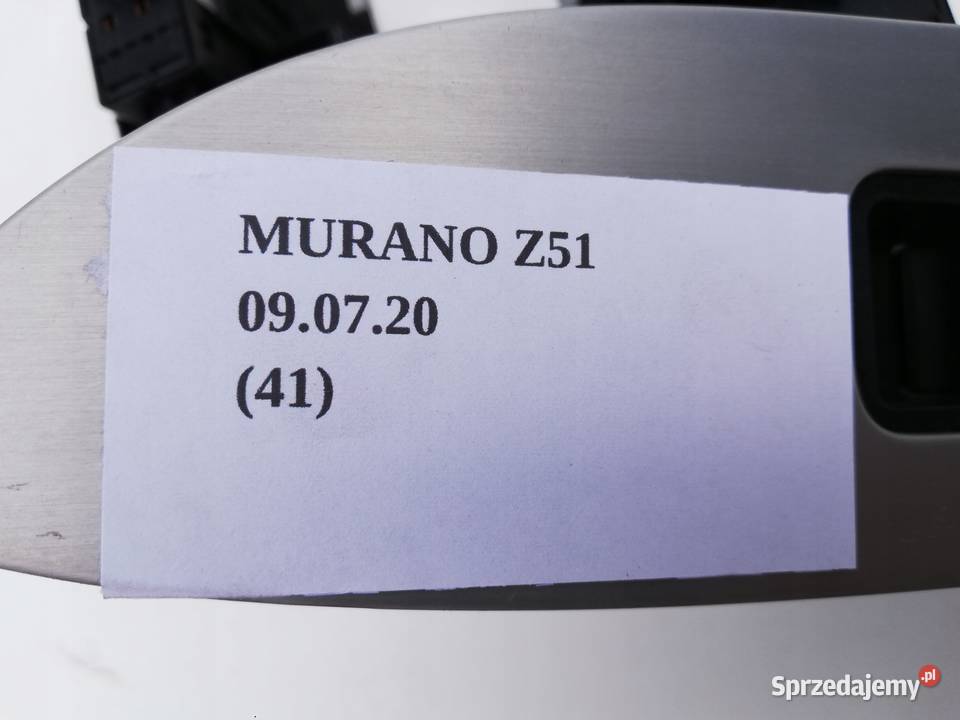 MURANO Z51
09.07.20
(41)
Sprzedajemy.pl